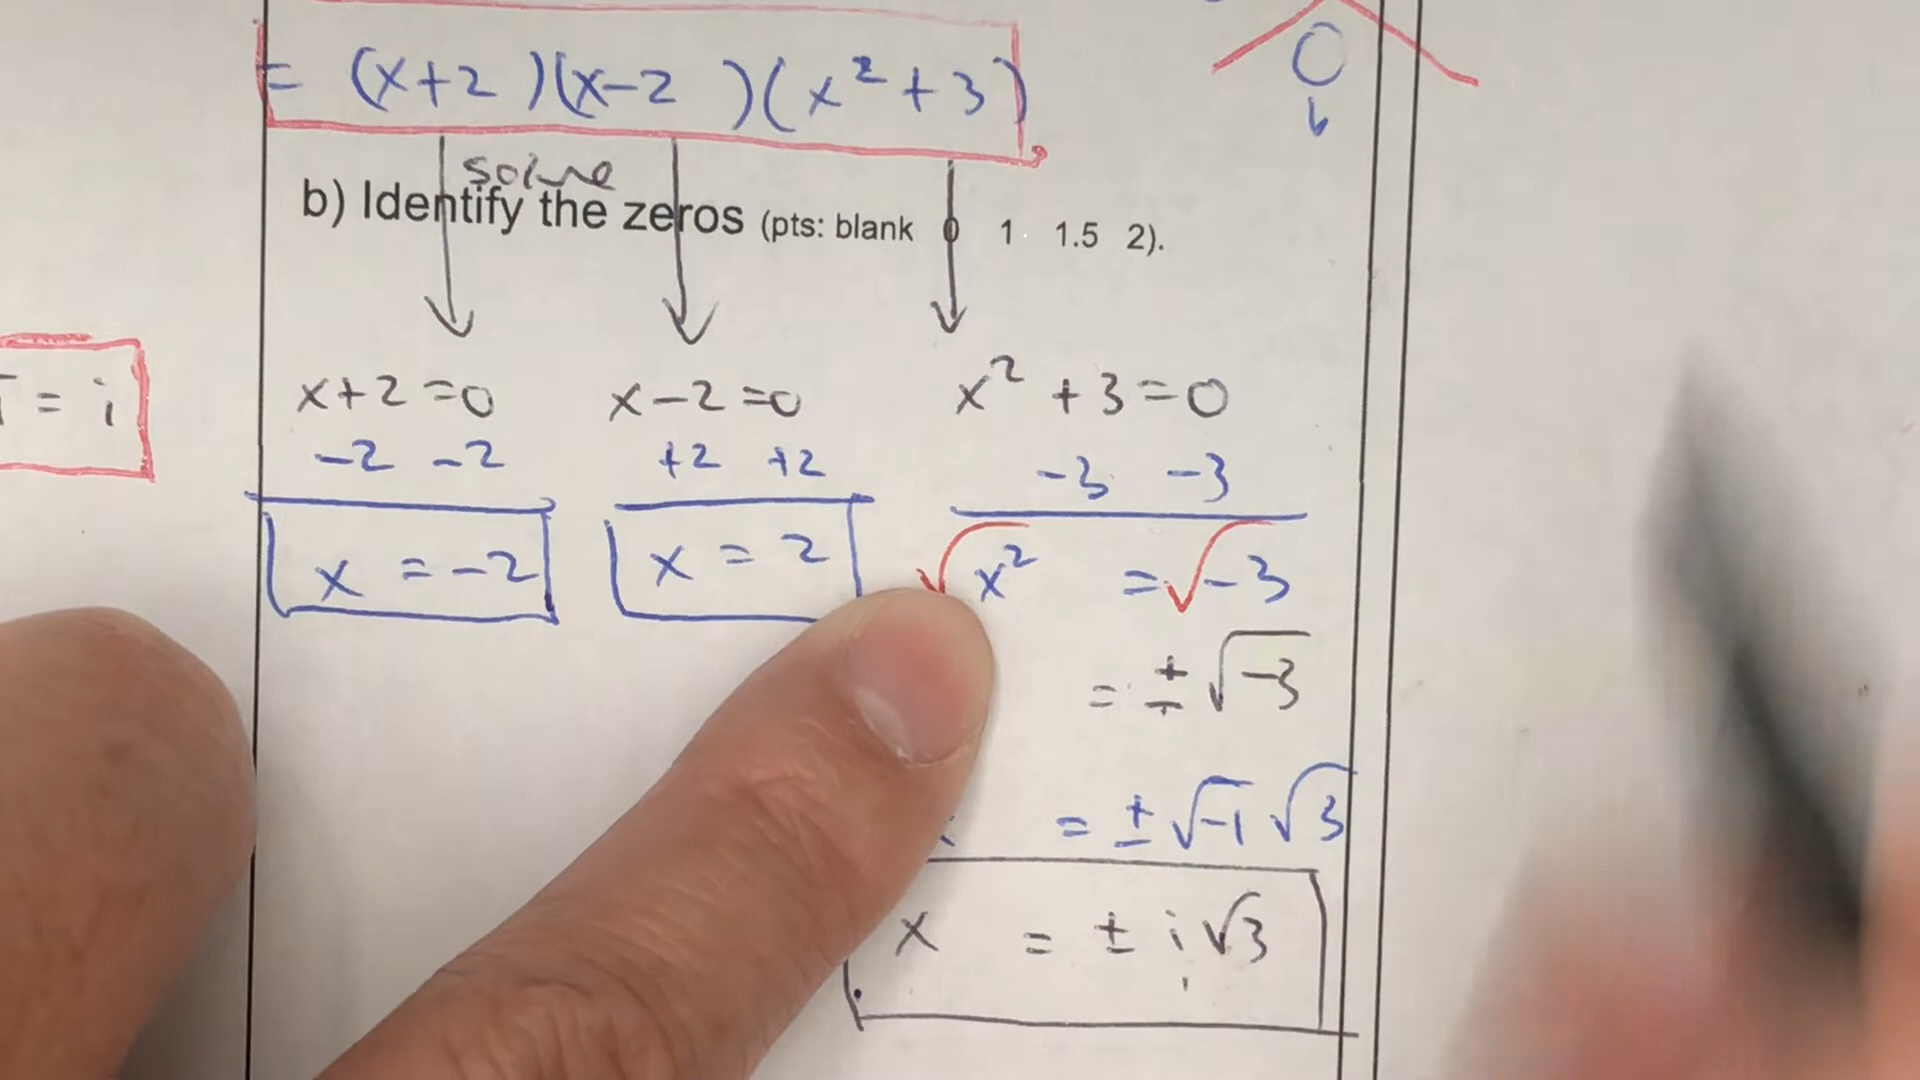 = (x+2)(x-2)(x²+3)
0
solve
b) Identify the zeros (pts: blank 0 1 1.5 2).
= i
x+2=0 x-2=0 x²+3=0
-2 -2 +2 +2 -3 -3
x = -2 x = 2 √x² = √-3
= ±√-3
= ±√-1 √3
x = ± i√3